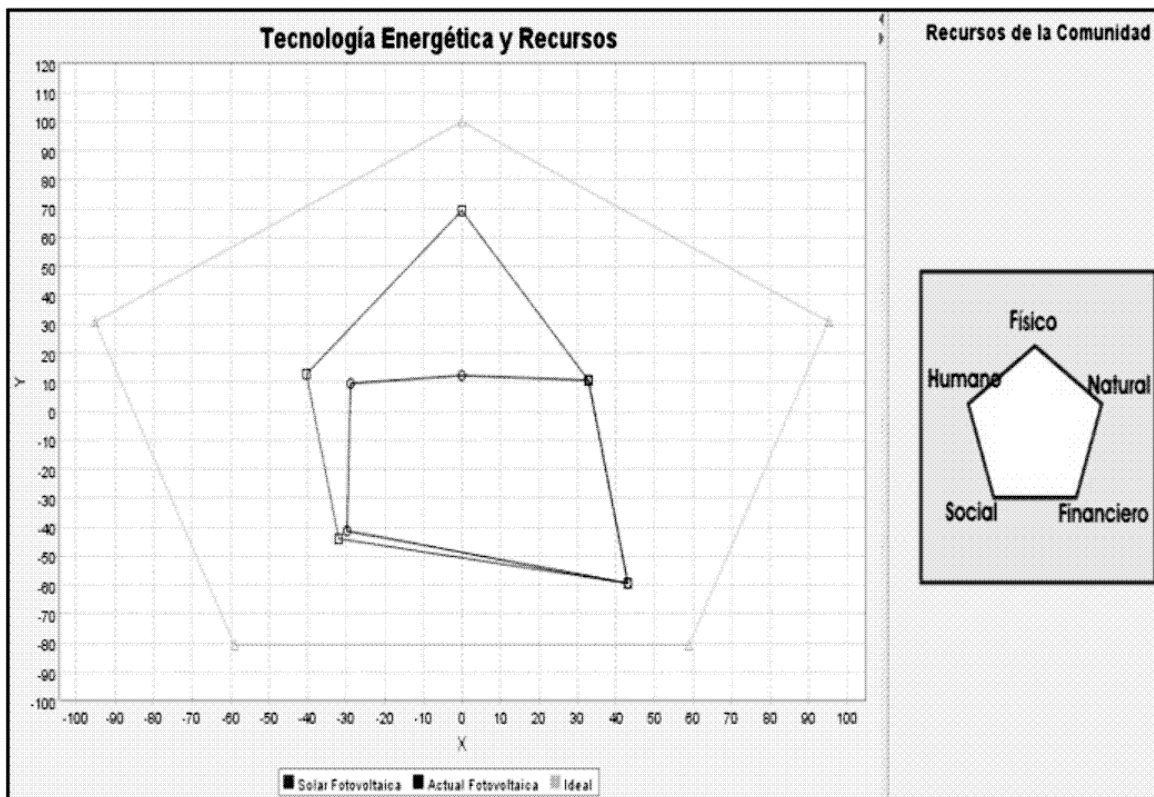 Tecnología Energética y Recursos
Recursos de la Comunidad
120
110
100
90
80
70
60
50
40
30
20
10
0
-10
-20
-30
-40
-50
-60
-70
-80
-90
-100
Y
-100 -90 -80 -70 -60 -50 -40 -30 -20 -10 0 10 20 30 40 50 60 70 80 90 100
X
Solar Fotovoltaica Actual Fotovoltaica Ideal
Físico
Humano Natural
Social Financiero